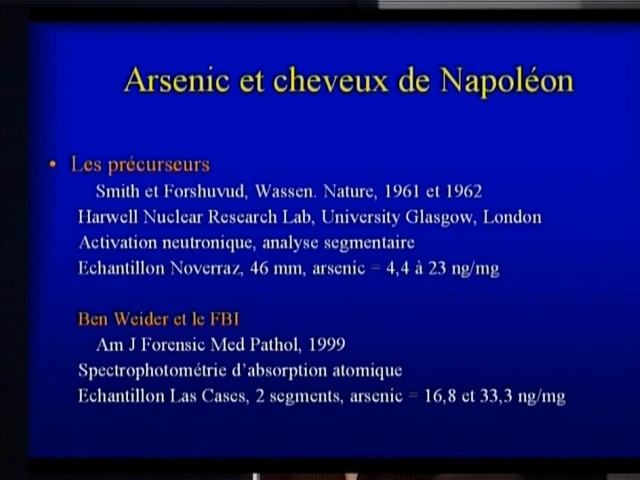 Arsenic et cheveux de Napoléon
• Les précurseurs
Smith et Forshuvud, Wassen. Nature, 1961 et 1962
Harwell Nuclear Research Lab, University Glasgow, London
Activation neutronique, analyse segmentaire
Echantillon Noverraz, 46 mm, arsenic = 4,4 à 23 ng/mg
Ben Weider et le FBI
Am J Forensic Med Pathol, 1999
Spectrophotométrie d'absorption atomique
Echantillon Las Cases, 2 segments, arsenic = 16,8 et 33,3 ng/mg